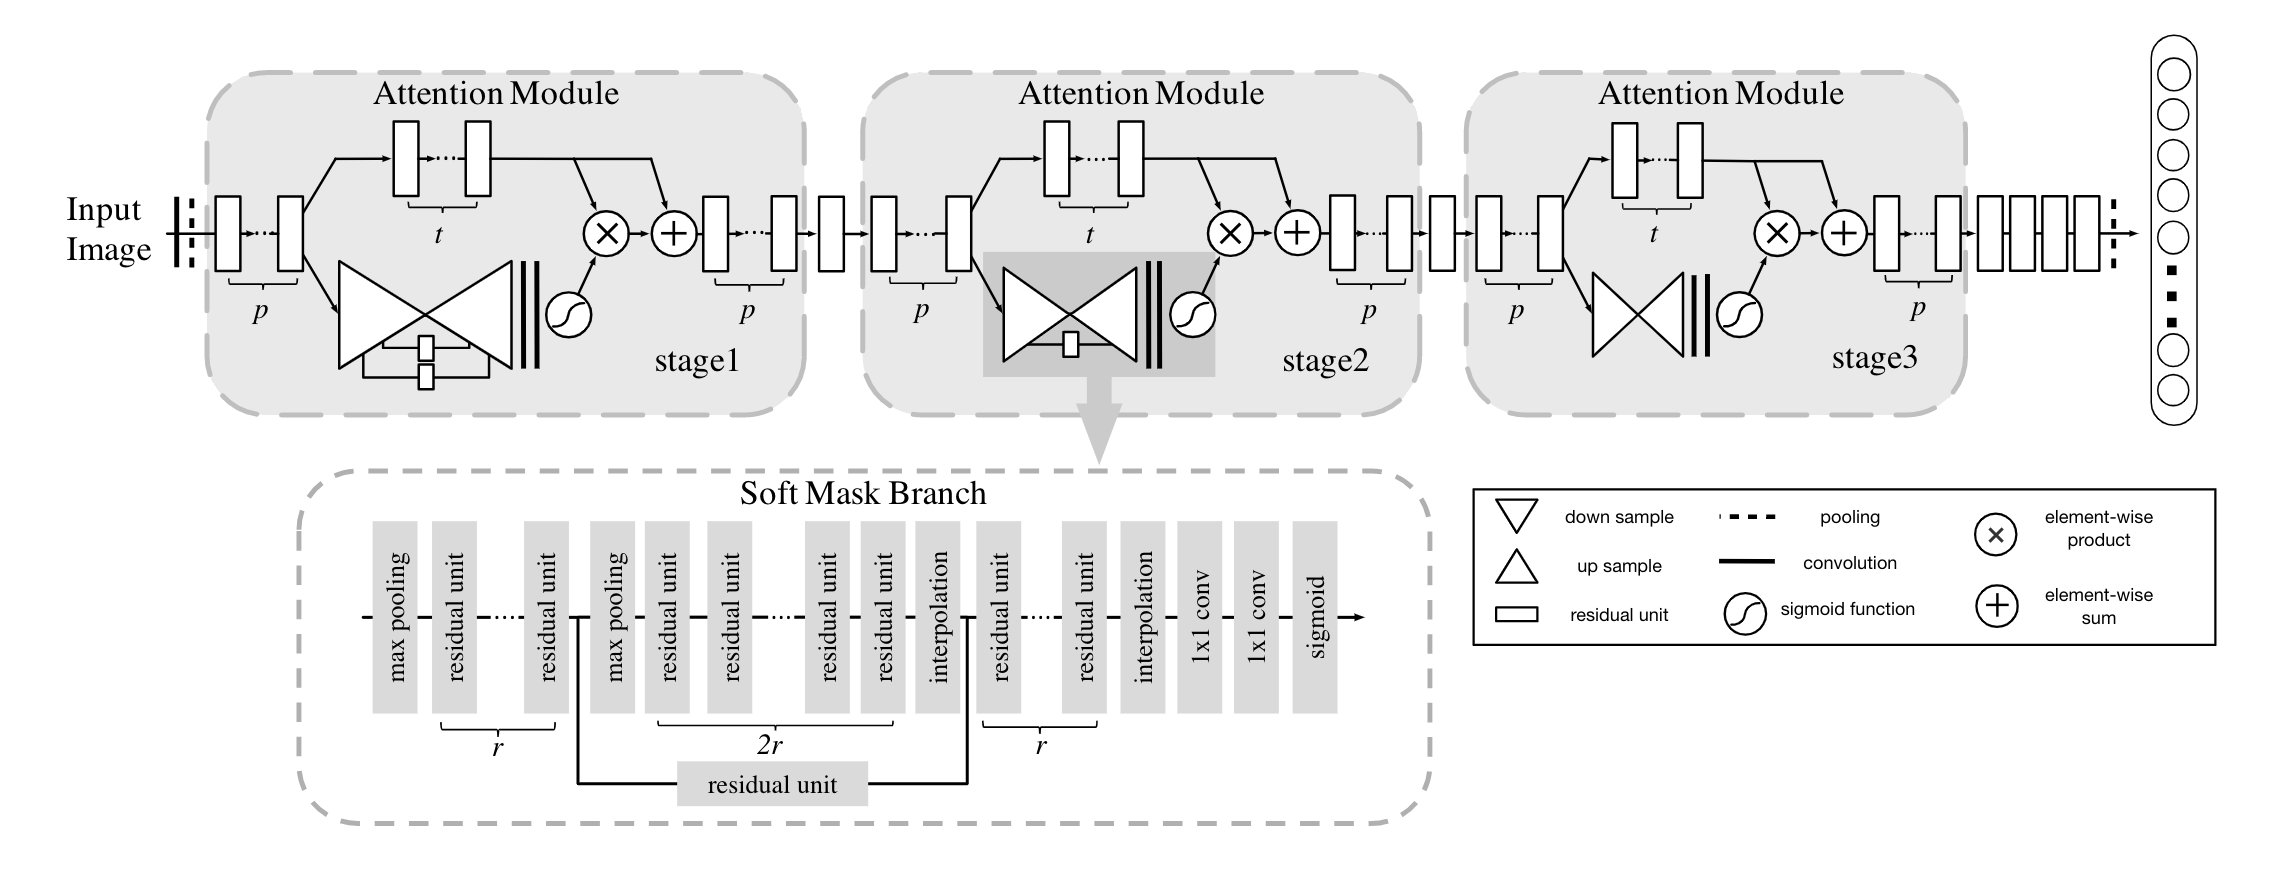 Attention Module
Attention Module
Attention Module
Input
Image
t
t
t
p
p
p
p
p
p
stage1
stage2
stage3
Soft Mask Branch
max pooling
residual unit
residual unit
max pooling
residual unit
residual unit
residual unit
residual unit
interpolation
residual unit
residual unit
interpolation
1x1 conv
1x1 conv
sigmoid
r
2r
r
residual unit
down sample
up sample
residual unit
pooling
convolution
sigmoid function
element-wise
product
element-wise
sum